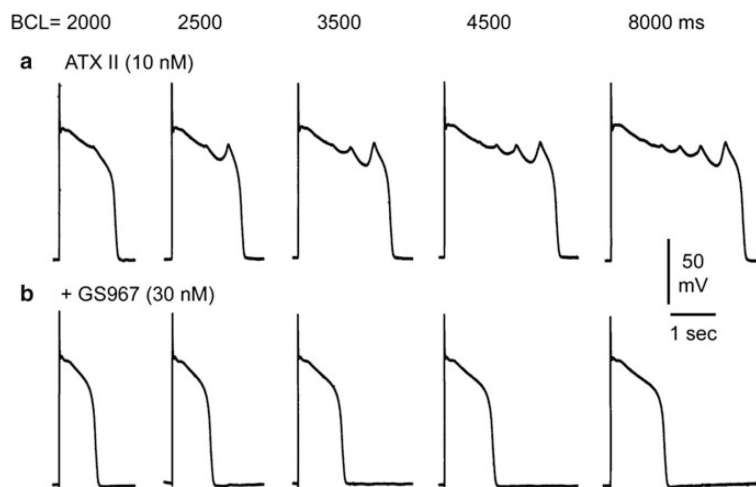 BCL= 2000 2500 3500 4500 8000 ms
a ATX II (10 nM)
50
mV
b + GS967 (30 nM)
1 sec